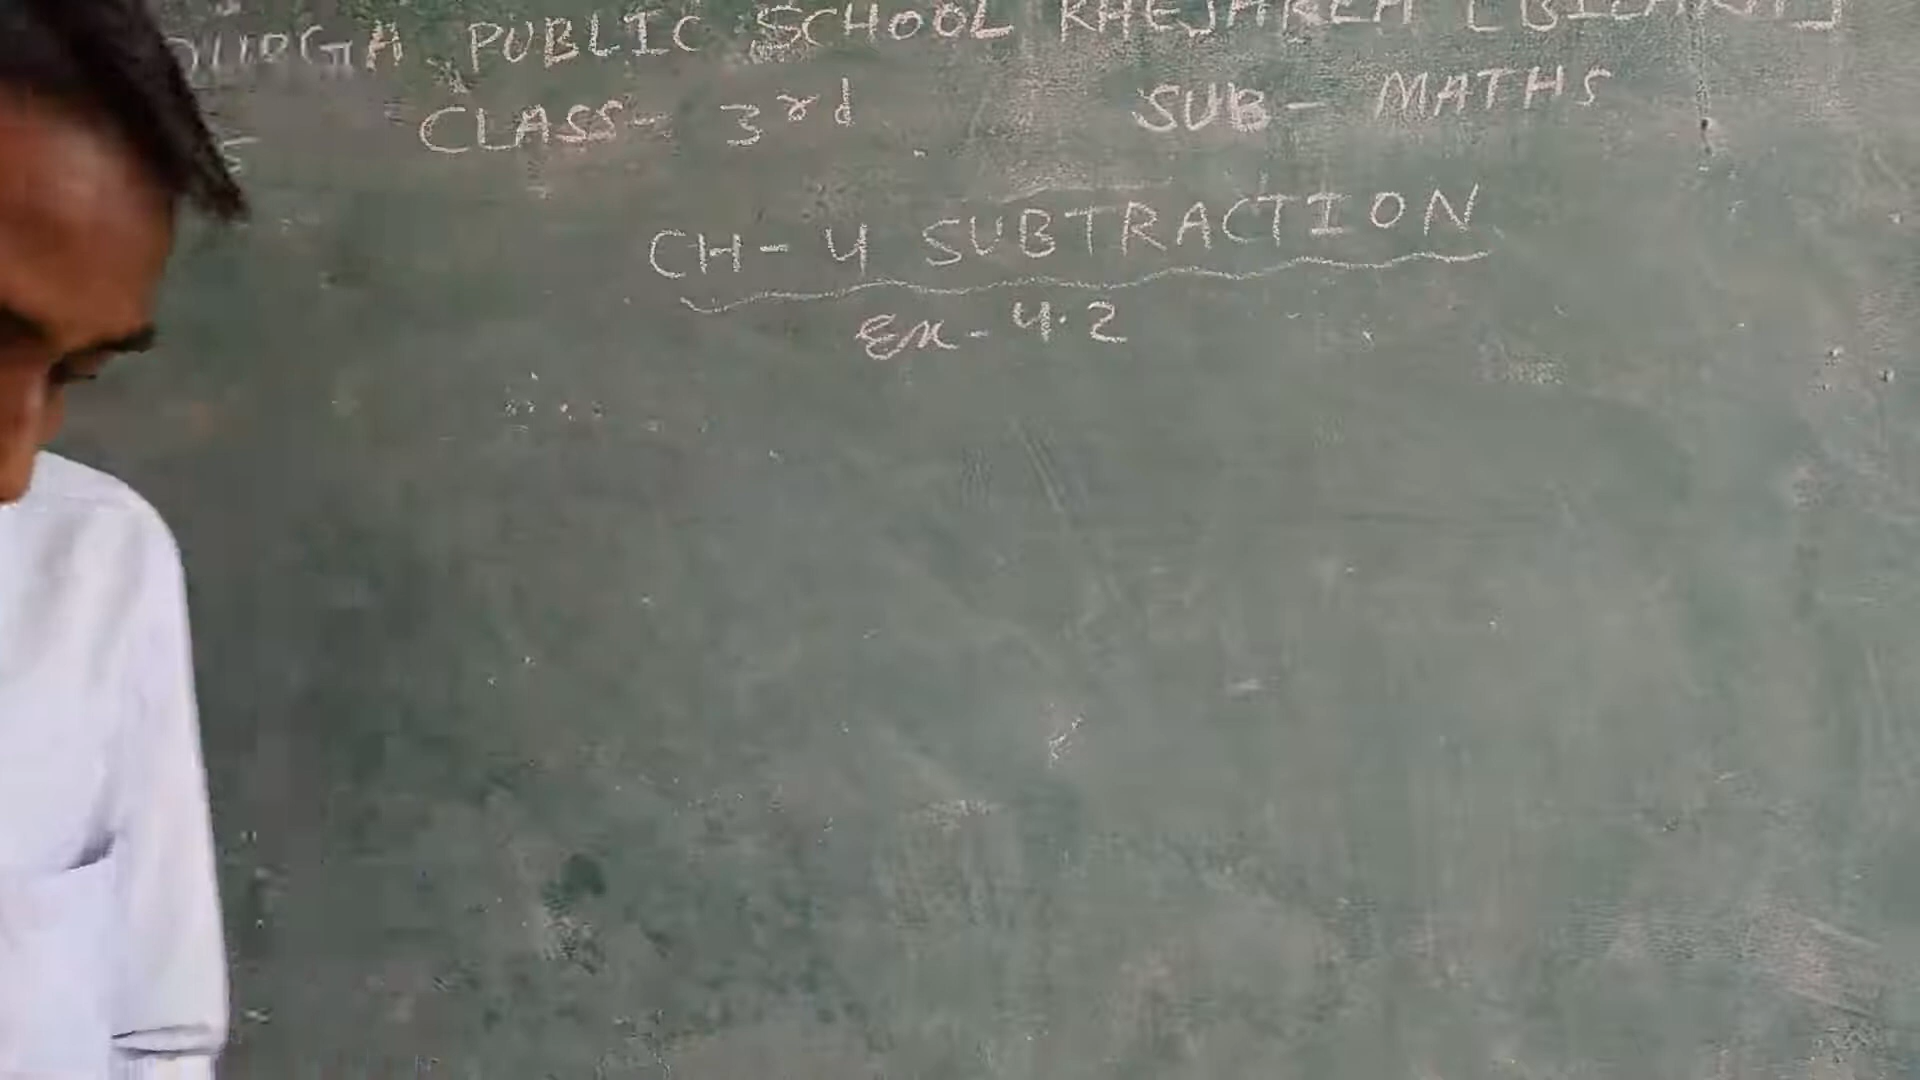 DURGA PUBLIC SCHOOL KHEJARLA [BILARA]
CLASS- 3rd SUB- MATHS
CH-4 SUBTRACTION
Ex-4.2